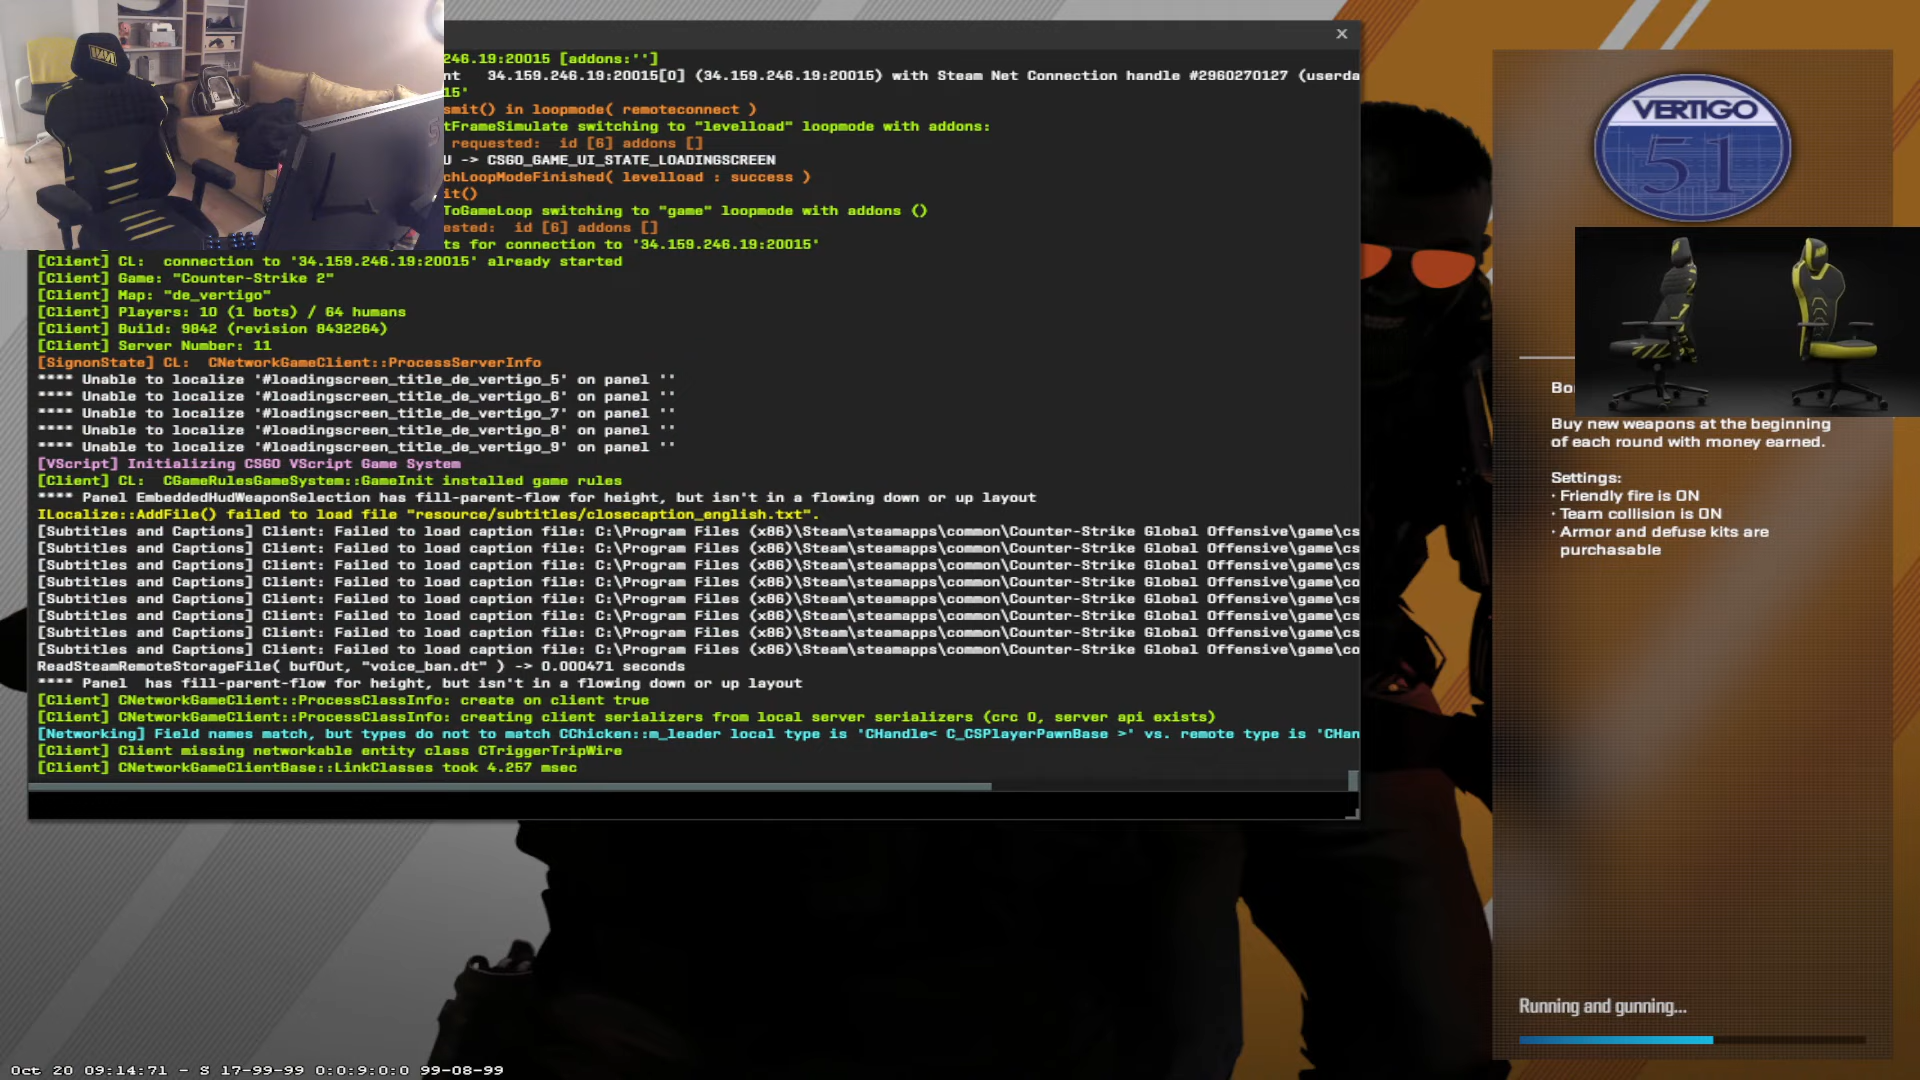 246.19:20015 [addons:'']
nt   34.159.246.19:20015[0] (34.159.246.19:20015) with Steam Net Connection handle #2960270127 (userda
15'
smit() in loopmode( remoteconnect )
tFrameSimulate switching to "levelload" loopmode with addons:
requested:  id [6] addons []
U -> CSGO_GAME_UI_STATE_LOADINGSCREEN
chLoopModeFinished( levelload : success )
it()
ToGameLoop switching to "game" loopmode with addons ()
ested:  id [6] addons []
ts for connection to '34.159.246.19:20015'
[Client] CL:  connection to '34.159.246.19:20015' already started
[Client] Game: "Counter-Strike 2"
[Client] Map: "de_vertigo"
[Client] Players: 10 (1 bots) / 64 humans
[Client] Build: 9842 (revision 8432264)
[Client] Server Number: 11
[SignonState] CL:  CNetworkGameClient::ProcessServerInfo
**** Unable to localize '#loadingscreen_title_de_vertigo_5' on panel ''
**** Unable to localize '#loadingscreen_title_de_vertigo_6' on panel ''
**** Unable to localize '#loadingscreen_title_de_vertigo_7' on panel ''
**** Unable to localize '#loadingscreen_title_de_vertigo_8' on panel ''
**** Unable to localize '#loadingscreen_title_de_vertigo_9' on panel ''
[VScript] Initializing CSGO VScript Game System
[Client] CL:  CGameRulesGameSystem::GameInit installed game rules
**** Panel EmbeddedHudWeaponSelection has fill-parent-flow for height, but isn't in a flowing down or up layout
ILocalize::AddFile() failed to load file "resource/subtitles/closecaption_english.txt".
[Subtitles and Captions] Client: Failed to load caption file: C:\Program Files (x86)\Steam\steamapps\common\Counter-Strike Global Offensive\game\cs
[Subtitles and Captions] Client: Failed to load caption file: C:\Program Files (x86)\Steam\steamapps\common\Counter-Strike Global Offensive\game\cs
[Subtitles and Captions] Client: Failed to load caption file: C:\Program Files (x86)\Steam\steamapps\common\Counter-Strike Global Offensive\game\cs
[Subtitles and Captions] Client: Failed to load caption file: C:\Program Files (x86)\Steam\steamapps\common\Counter-Strike Global Offensive\game\co
[Subtitles and Captions] Client: Failed to load caption file: C:\Program Files (x86)\Steam\steamapps\common\Counter-Strike Global Offensive\game\cs
[Subtitles and Captions] Client: Failed to load caption file: C:\Program Files (x86)\Steam\steamapps\common\Counter-Strike Global Offensive\game\cs
[Subtitles and Captions] Client: Failed to load caption file: C:\Program Files (x86)\Steam\steamapps\common\Counter-Strike Global Offensive\game\cs
[Subtitles and Captions] Client: Failed to load caption file: C:\Program Files (x86)\Steam\steamapps\common\Counter-Strike Global Offensive\game\co
ReadSteamRemoteStorageFile( bufOut, "voice_ban.dt" ) -> 0.000471 seconds
**** Panel  has fill-parent-flow for height, but isn't in a flowing down or up layout
[Client] CNetworkGameClient::ProcessClassInfo: create on client true
[Client] CNetworkGameClient::ProcessClassInfo: creating client serializers from local server serializers (crc 0, server api exists)
[Networking] Field names match, but types do not to match CChicken::m_leader local type is 'CHandle< C_CSPlayerPawnBase >' vs. remote type is 'CHan
[Client] Client missing networkable entity class CTriggerTripWire
[Client] CNetworkGameClientBase::LinkClasses took 4.257 msec
VERTIGO
51
Bo
Buy new weapons at the beginning
of each round with money earned.
Settings:
· Friendly fire is ON
· Team collision is ON
· Armor and defuse kits are
purchasable
Running and gunning...
Oct 20 09:14:71 - S 17-99-99 0:0:9:0:0 99-08-99